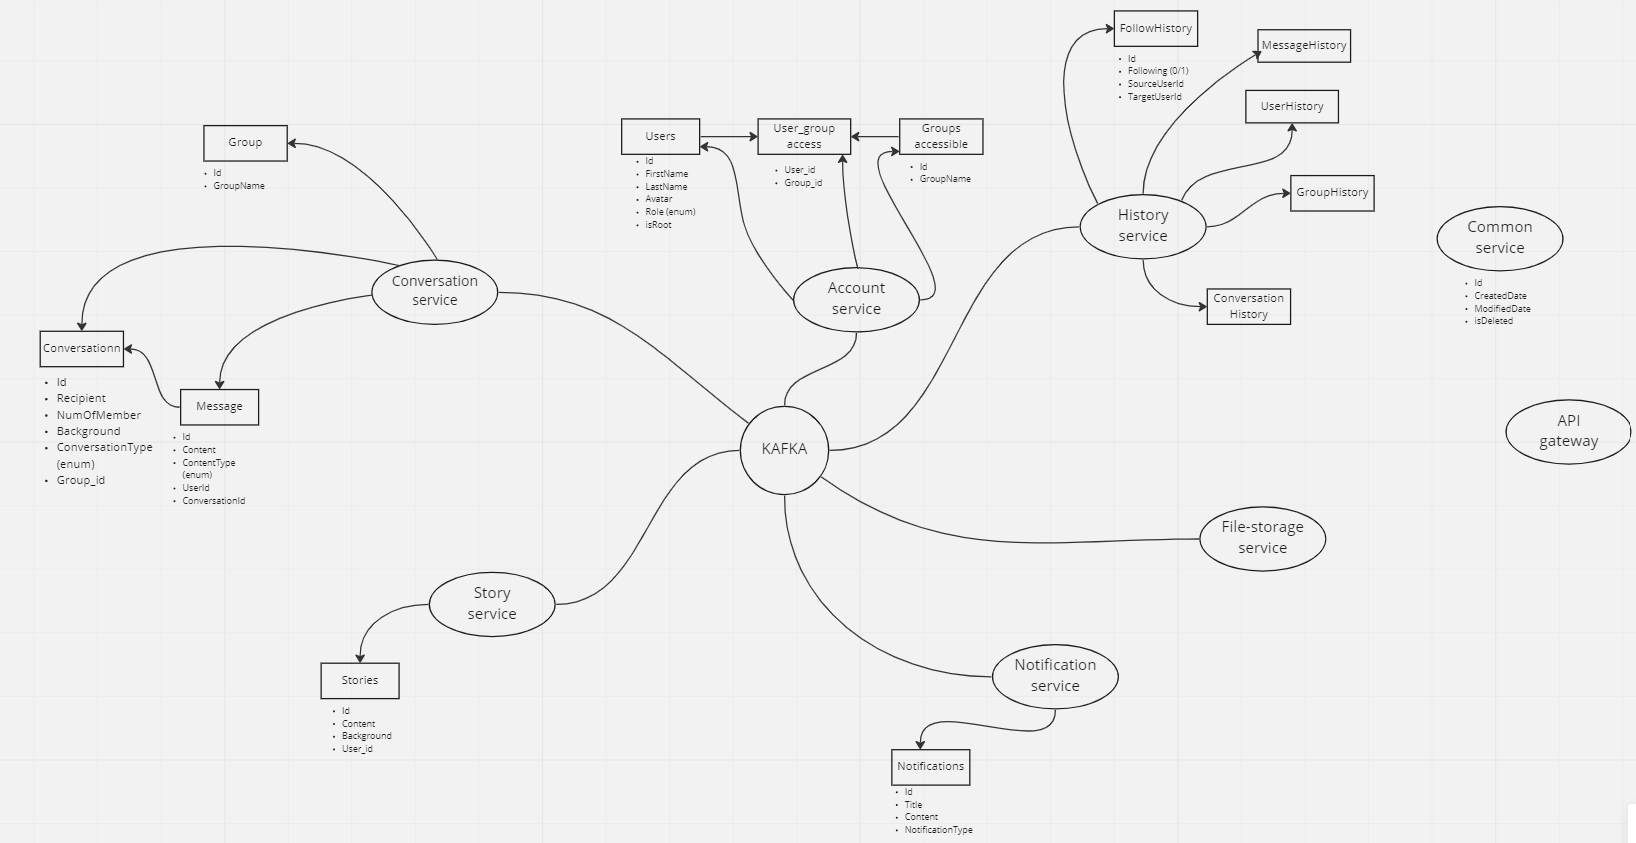 FollowHistory
Id
Following (0/1)
SourceUserId
TargetUserId
MessageHistory
UserHistory
GroupHistory
History
service
Conversation
History
Common
service
Id
CreatedDate
ModifiedDate
isDeleted
API
gateway
Users
Id
FirstName
LastName
Avatar
Role (enum)
isRoot
User_group
access
User_id
Group_id
Groups
accessible
Id
GroupName
Account
service
Group
Id
GroupName
Conversation
service
Conversationn
Id
Recipient
NumOfMember
Background
ConversationType
(enum)
Group_id
Message
Id
Content
ContentType
(enum)
UserId
ConversationId
KAFKA
File-storage
service
Story
service
Stories
Id
Content
Background
User_id
Notification
service
Notifications
Id
Title
Content
NotificationType